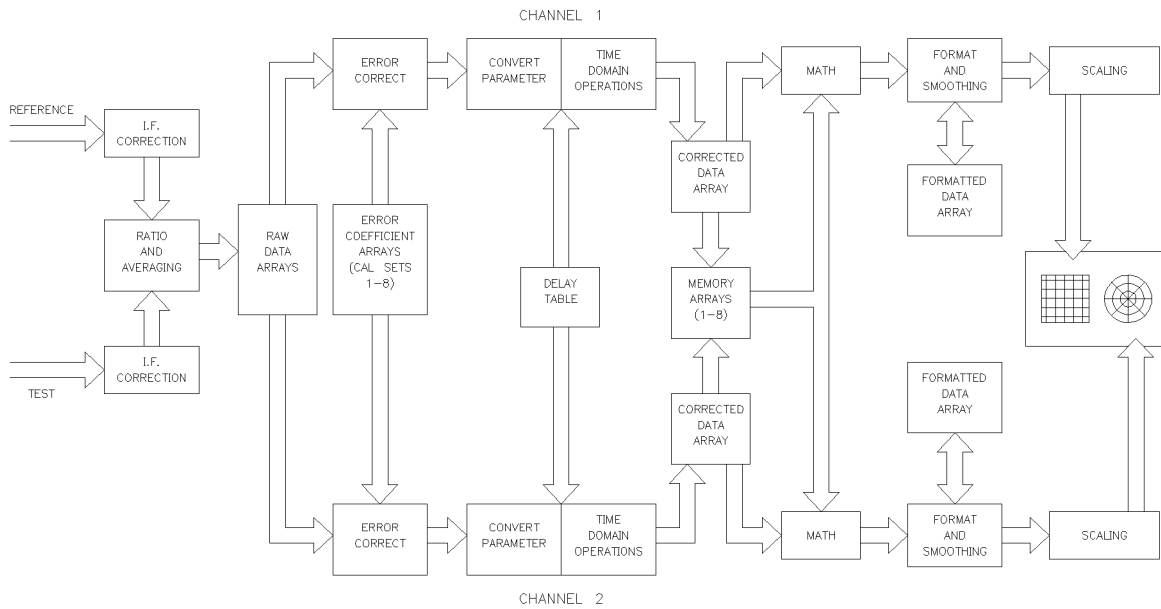 CHANNEL 1
REFERENCE
I.F.
CORRECTION
RATIO
AND
AVERAGING
I.F.
CORRECTION
TEST
RAW
DATA
ARRAYS
ERROR
CORRECT
ERROR
COEFFICIENT
ARRAYS
(CAL SETS
1-8)
ERROR
CORRECT
CONVERT
PARAMETER
TIME
DOMAIN
OPERATIONS
DELAY
TABLE
CONVERT
PARAMETER
TIME
DOMAIN
OPERATIONS
CORRECTED
DATA
ARRAY
MEMORY
ARRAYS
(1-8)
CORRECTED
DATA
ARRAY
MATH
MATH
FORMAT
AND
SMOOTHING
FORMATTED
DATA
ARRAY
FORMATTED
DATA
ARRAY
FORMAT
AND
SMOOTHING
SCALING
SCALING
CHANNEL 2